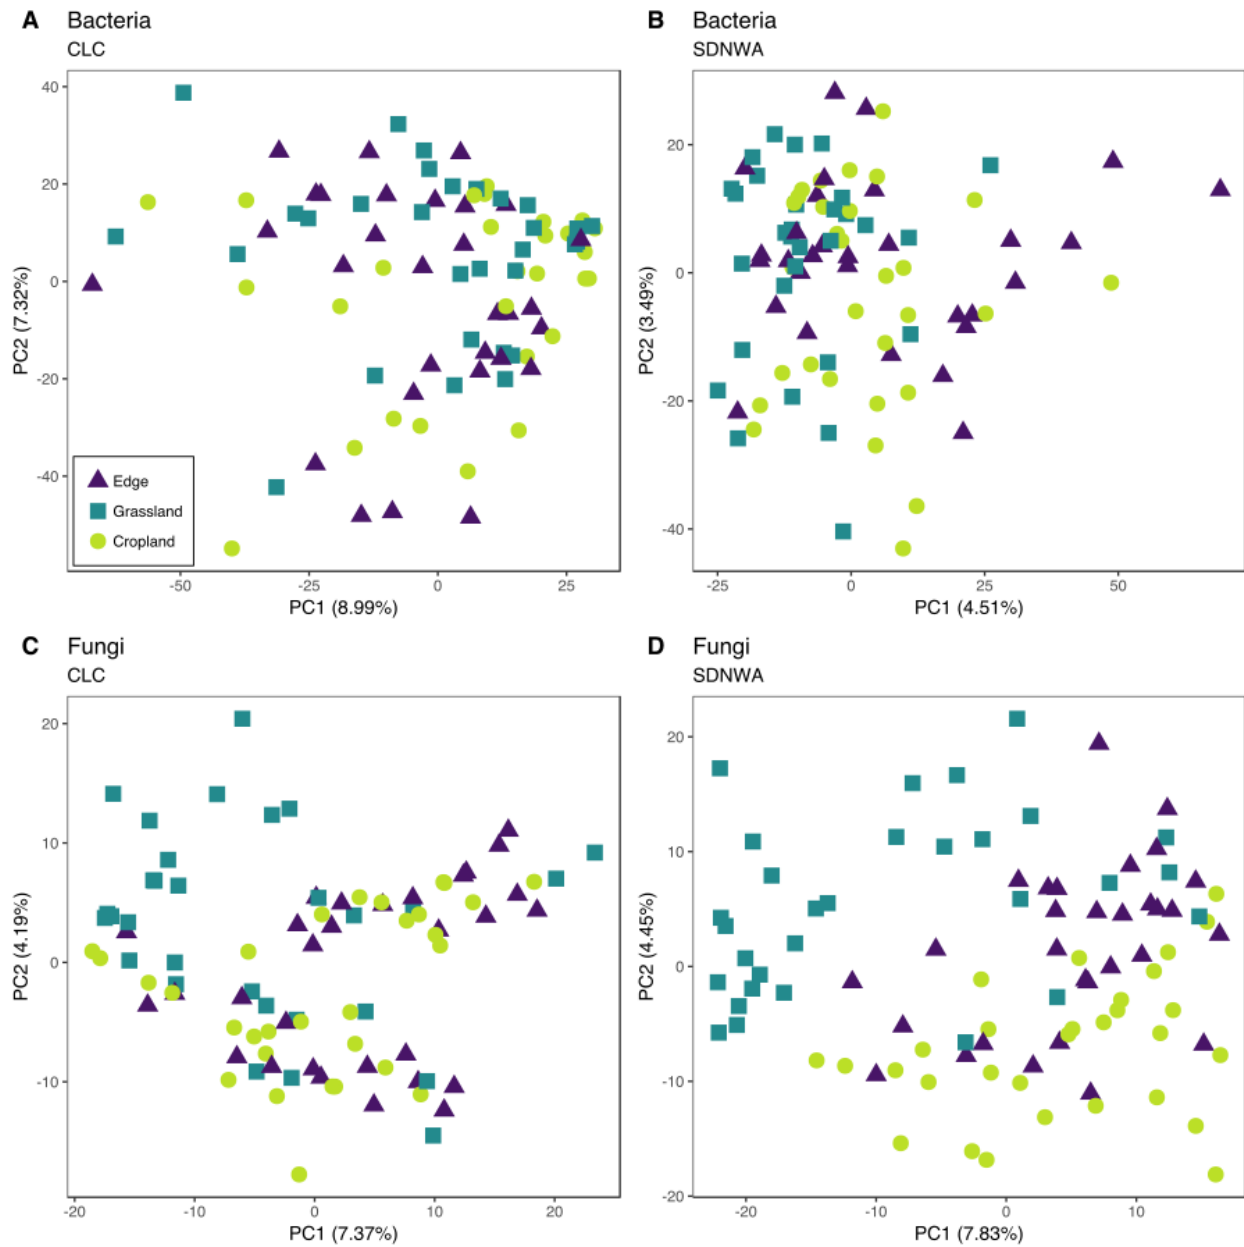 A Bacteria
CLC
40
20
0
-20
-40
PC2 (7.32%)
Edge
Grassland
Cropland
-50 -25 0 25
PC1 (8.99%)
B Bacteria
SDNWA
20
0
-20
-40
PC2 (3.49%)
-25 0 25 50
PC1 (4.51%)
C Fungi
CLC
20
10
0
-10
PC2 (4.19%)
-20 -10 0 10 20
PC1 (7.37%)
D Fungi
SDNWA
20
10
0
-10
-20
PC2 (4.45%)
-20 -10 0 10
PC1 (7.83%)